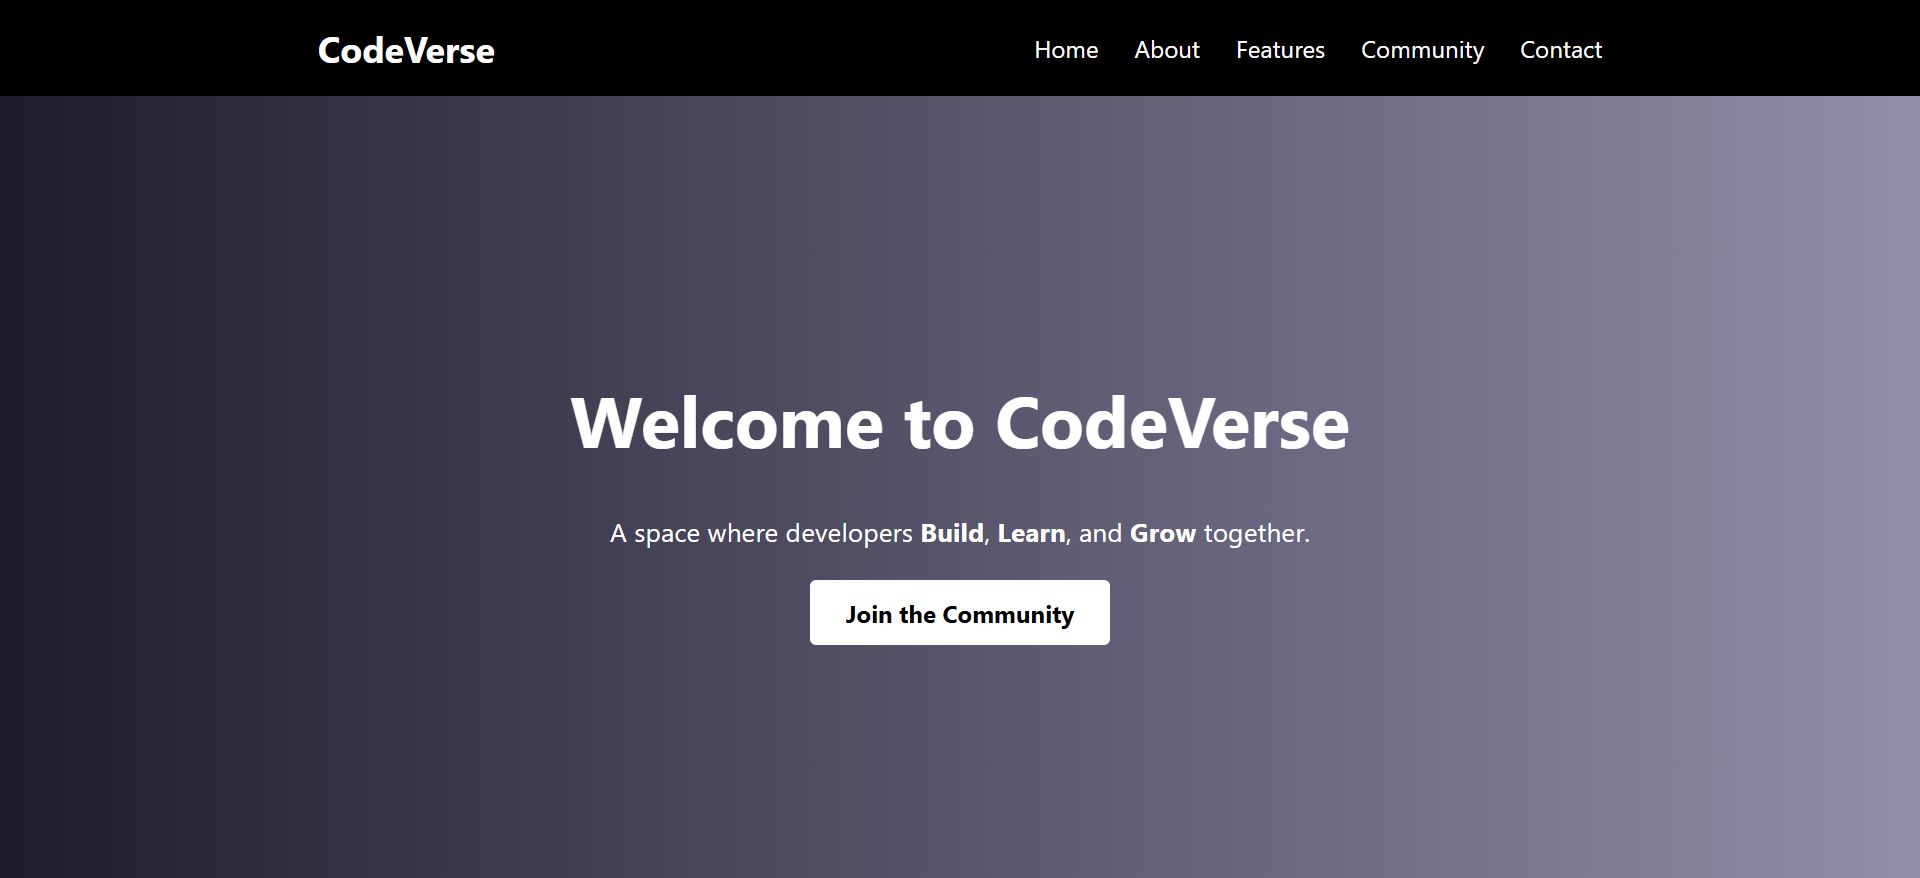 CodeVerse Home About Features Community Contact
Welcome to CodeVerse
A space where developers Build, Learn, and Grow together.
Join the Community